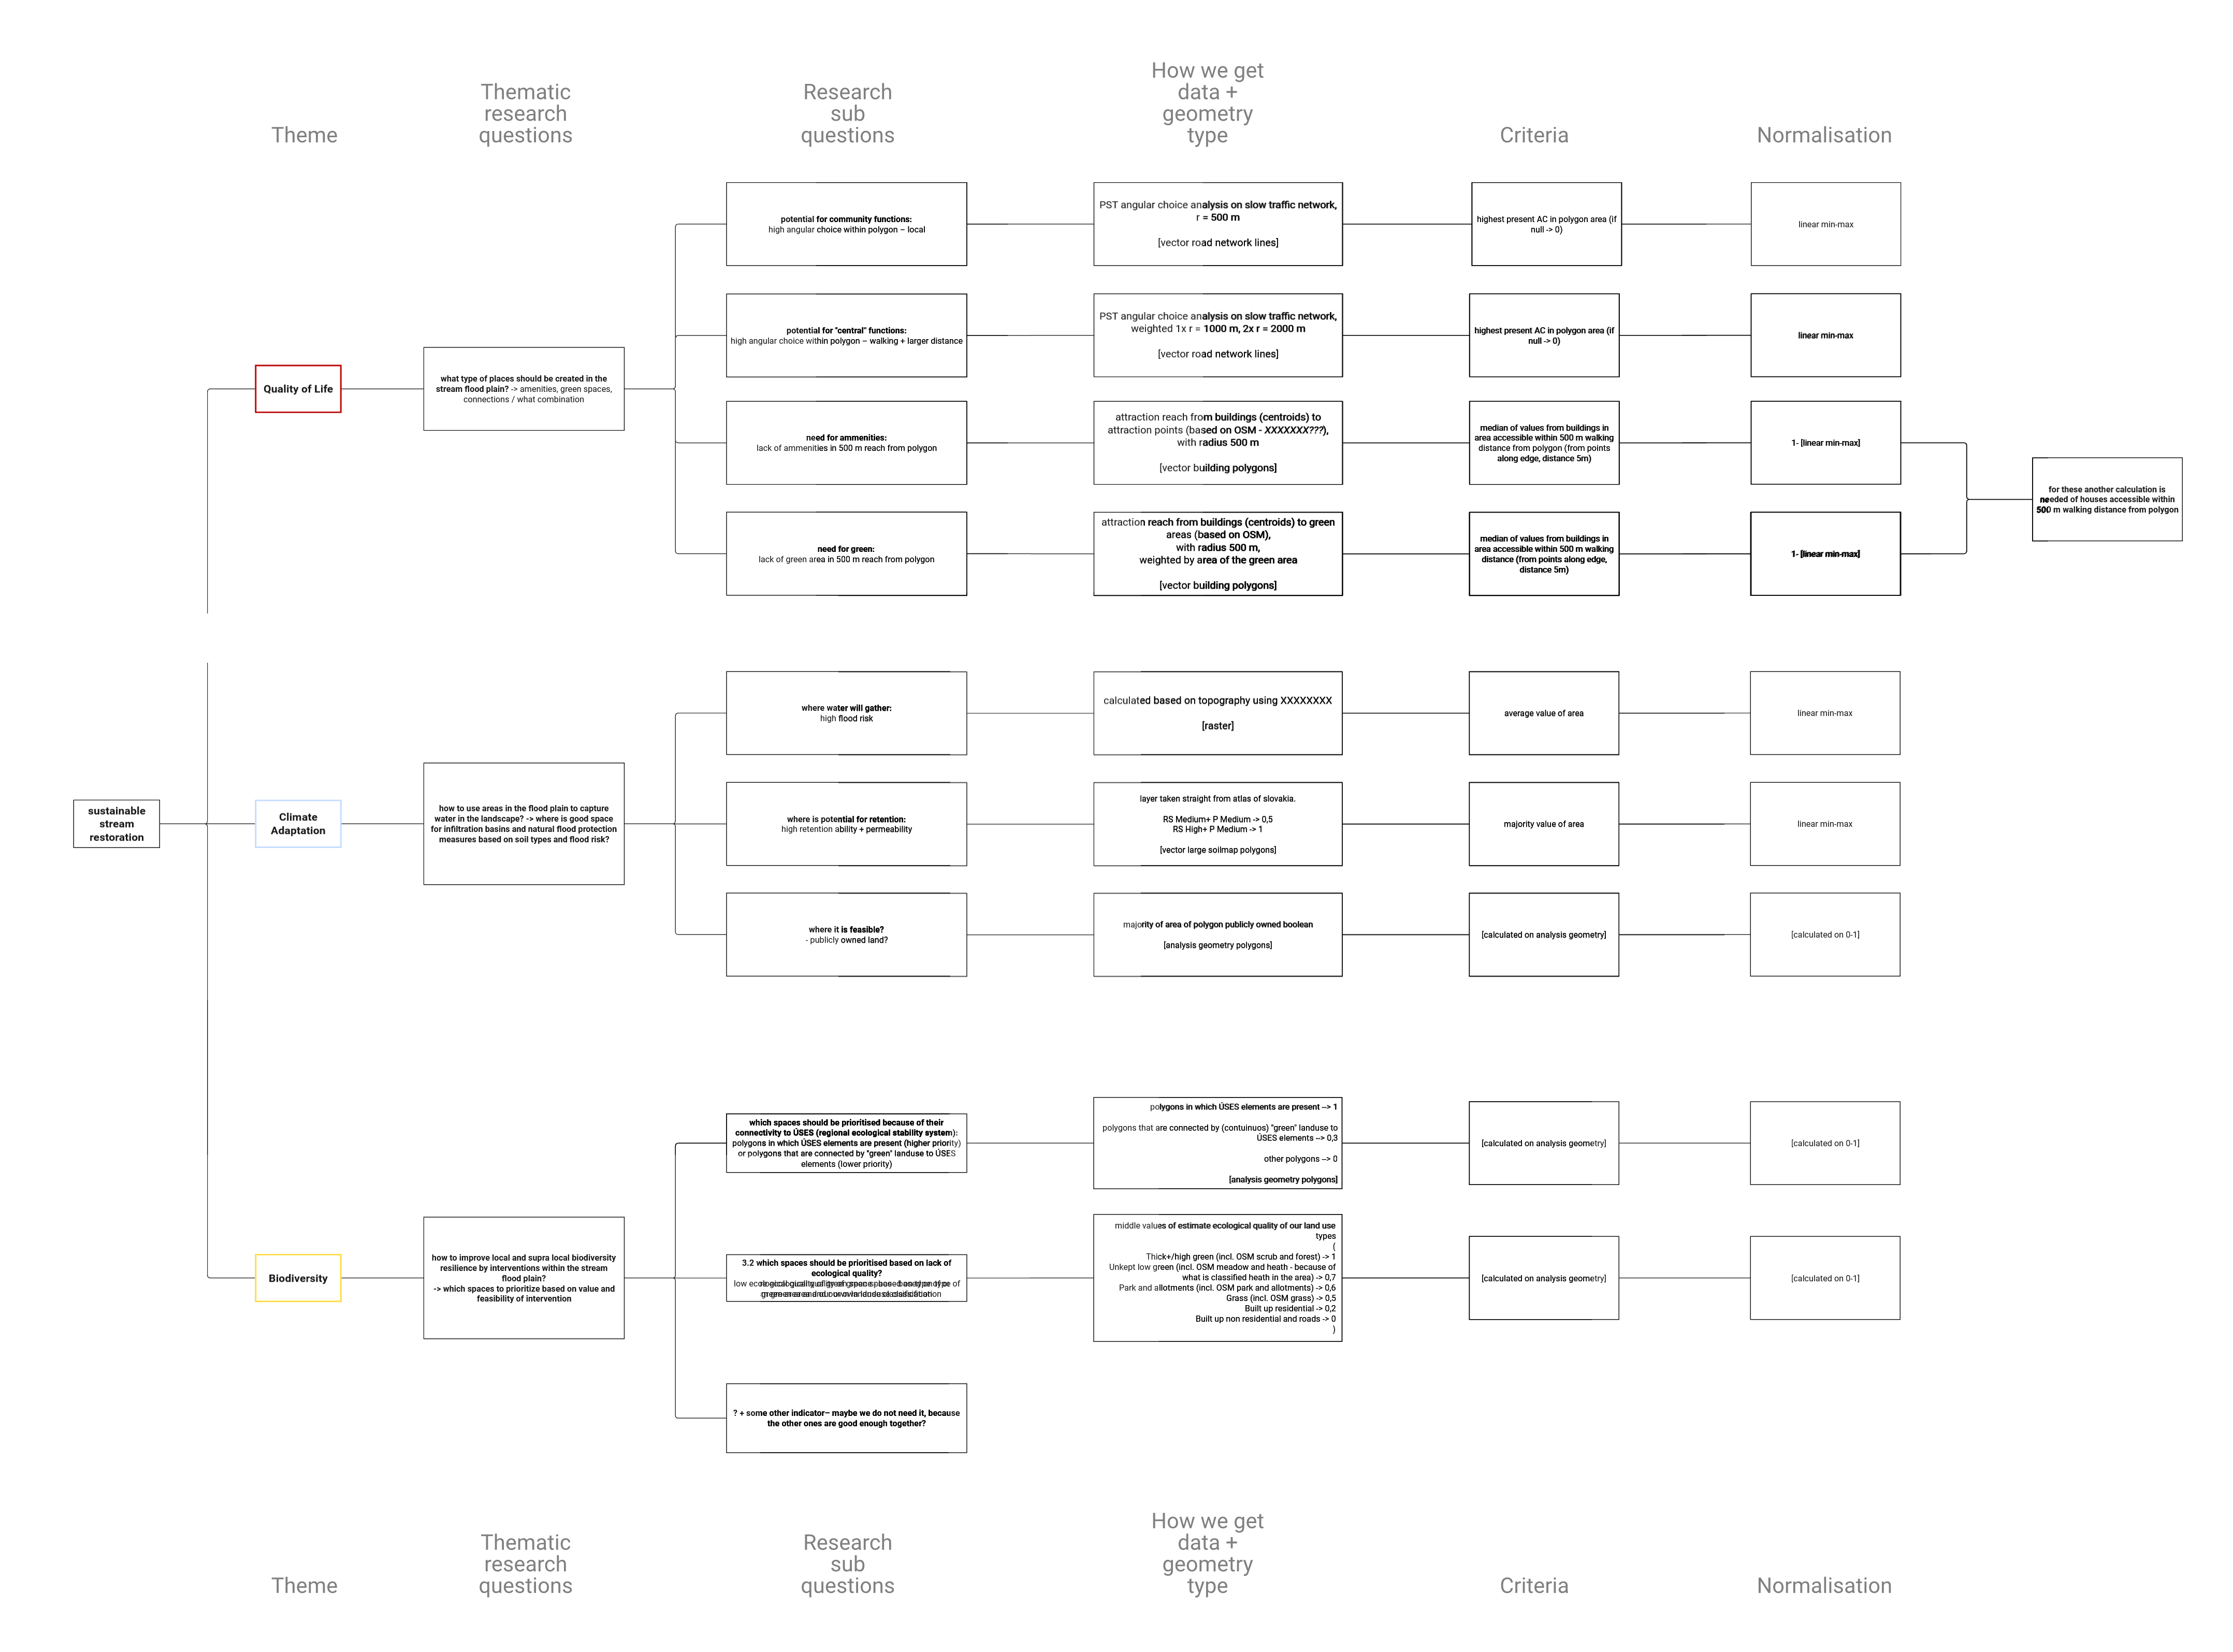 Theme
Thematic
research
questions
Research
sub
questions
How we get
data +
geometry
type
Criteria
Normalisation
potential for community functions:
high angular choice within polygon – local
PST angular choice analysis on slow traffic network,
r = 500 m
[vector road network lines]
highest present AC in polygon area (if
null -> 0)
linear min-max
potential for "central" functions:
high angular choice within polygon – walking + larger distance
PST angular choice analysis on slow traffic network,
weighted 1x r = 1000 m, 2x r = 2000 m
[vector road network lines]
highest present AC in polygon area (if
null -> 0)
linear min-max
Quality of Life
what type of places should be created in the
stream flood plain? -> amenities, green spaces,
connections / what combination
need for ammenities:
lack of ammenities in 500 m reach from polygon
attraction reach from buildings (centroids) to
attraction points (based on OSM - XXXXXXX???),
with radius 500 m
[vector building polygons]
median of values from buildings in
area accessible within 500 m walking
distance from polygon (from points
along edge, distance 5m)
1- [linear min-max]
for these another calculation is
needed of houses accessible within
500 m walking distance from polygon
need for green:
lack of green area in 500 m reach from polygon
attraction reach from buildings (centroids) to green
areas (based on OSM),
with radius 500 m,
weighted by area of the green area
[vector building polygons]
median of values from buildings in
area accessible within 500 m walking
distance (from points along edge,
distance 5m)
1- [linear min-max]
where water will gather:
high flood risk
calculated based on topography using XXXXXXXX
[raster]
average value of area
linear min-max
sustainable
stream
restoration
Climate
Adaptation
how to use areas in the flood plain to capture
water in the landscape? -> where is good space
for infiltration basins and natural flood protection
measures based on soil types and flood risk?
where is potential for retention:
high retention ability + permeability
layer taken straight from atlas of slovakia.
RS Medium+ P Medium -> 0,5
RS High+ P Medium -> 1
[vector large soilmap polygons]
majority value of area
linear min-max
where it is feasible?
- publicly owned land?
majority of area of polygon publicly owned boolean
[analysis geometry polygons]
[calculated on analysis geometry]
[calculated on 0-1]
which spaces should be prioritised because of their
connectivity to ÚSES (regional ecological stability system):
polygons in which ÚSES elements are present (higher priority)
or polygons that are connected by "green" landuse to ÚSES
elements (lower priority)
polygons in which ÚSES elements are present --> 1
polygons that are connected by (contuinuos) "green" landuse to
ÚSES elements --> 0,3
other polygons --> 0
[analysis geometry polygons]
[calculated on analysis geometry]
[calculated on 0-1]
Biodiversity
how to improve local and supra local biodiversity
resilience by interventions within the stream
flood plain?
-> which spaces to prioritize based on value and
feasibility of intervention
3.2 which spaces should be prioritised based on lack of
ecological quality?
middle values of estimate ecological quality of our land use
types
(
Thick+/high green (incl. OSM scrub and forest) -> 1
Unkept low green (incl. OSM meadow and heath - because of
what is classified heath in the area) -> 0,7
Park and allotments (incl. OSM park and allotments) -> 0,6
Grass (incl. OSM grass) -> 0,5
Built up residential -> 0,2
Built up non residential and roads -> 0
)
[calculated on analysis geometry]
[calculated on 0-1]
? + some other indicator– maybe we do not need it, because
the other ones are good enough together?
Theme
Thematic
research
questions
Research
sub
questions
How we get
data +
geometry
type
Criteria
Normalisation